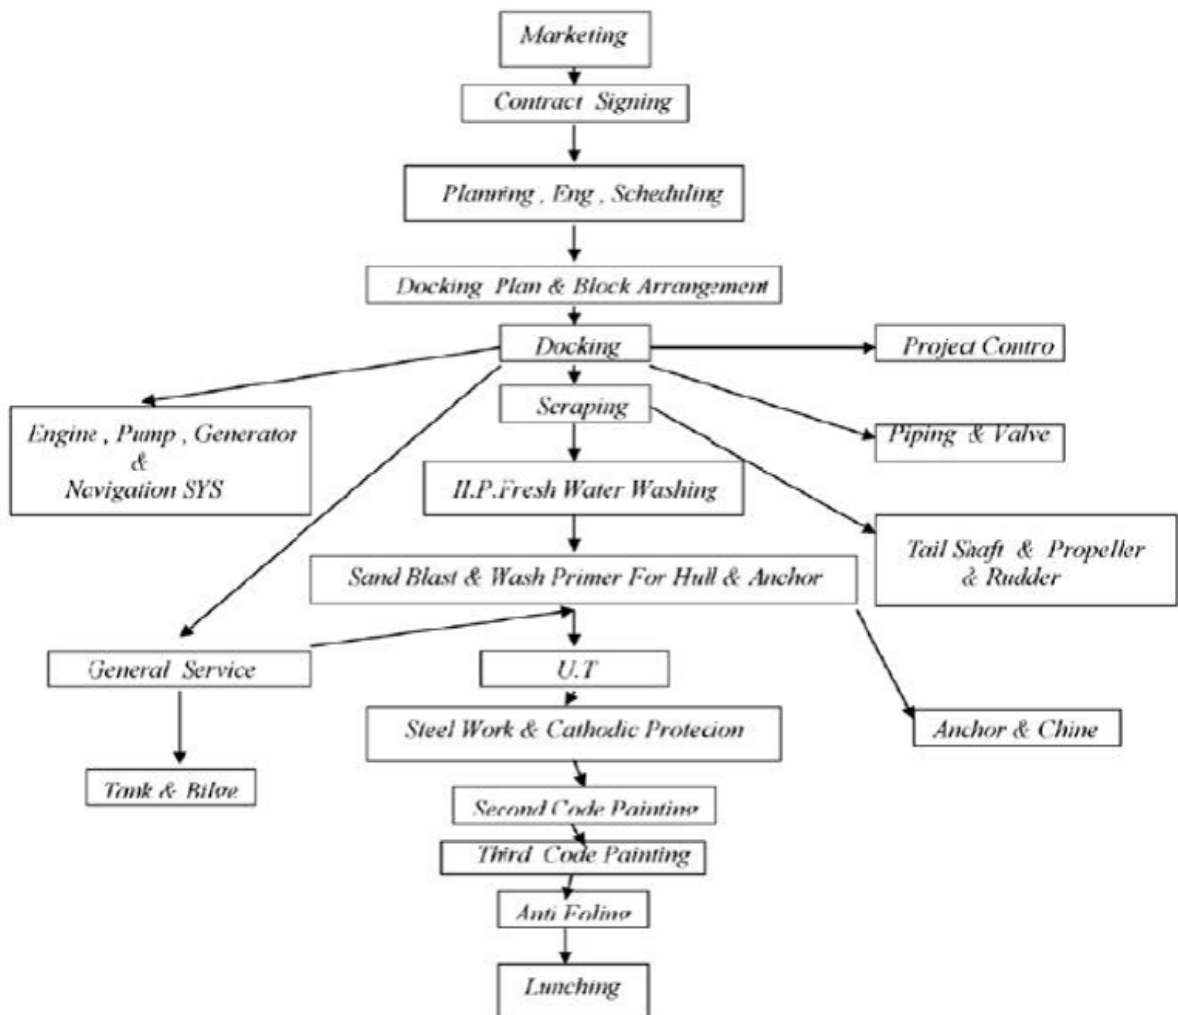 Marketing
Contract Signing
Planning , Eng , Scheduling
Docking Plan & Block Arrangement
Docking
Project Contro
Scraping
Engine , Pump , Generator
&
Navigation SYS
Piping & Valve
H.P.Fresh Water Washing
Tail Shaft & Propeller
& Rudder
Sand Blast & Wash Primer For Hull & Anchor
General Service
U.T
Steel Work & Cathodic Protecion
Anchor & Chine
Tank & Bilge
Second Code Painting
Third Code Painting
Anti Foling
Lunching